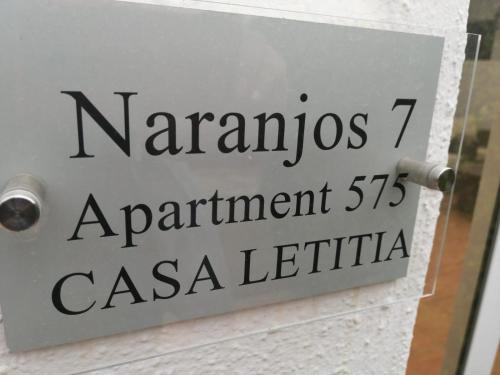 Naranjos 7
Apartment 575
CASA LETITIA